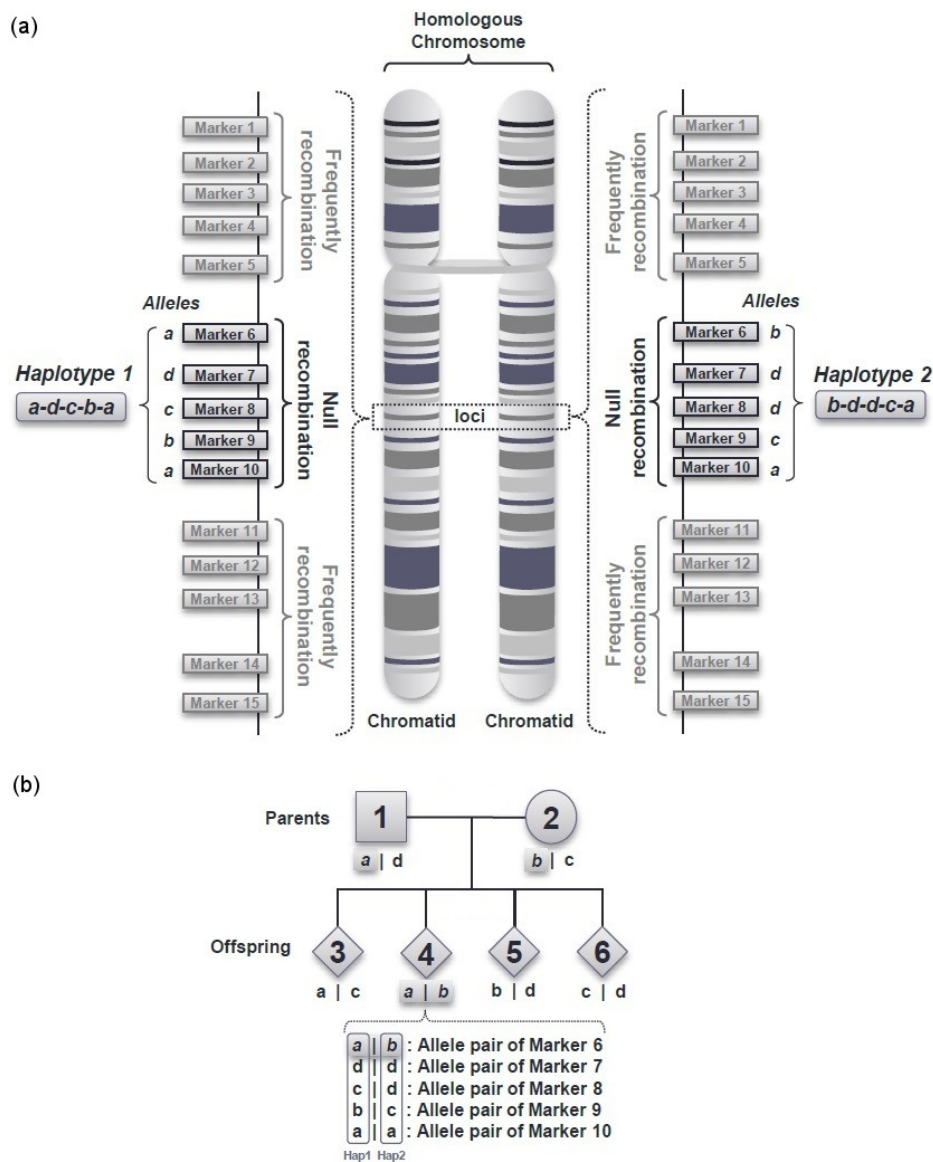 (a)
Homologous
Chromosome
Marker 1
Marker 2
Marker 3
Marker 4
Marker 5
Frequently
recombination
Alleles
a Marker 6
d Marker 7
c Marker 8
b Marker 9
a Marker 10
Null
recombination
Haplotype 1
a-d-c-b-a
Marker 11
Marker 12
Marker 13
Marker 14
Marker 15
Frequently
recombination
loci
Chromatid Chromatid
Frequently
recombination
Marker 1
Marker 2
Marker 3
Marker 4
Marker 5
Alleles
Null
recombination
Marker 6 b
Marker 7 d
Marker 8 d
Marker 9 c
Marker 10 a
Haplotype 2
b-d-d-c-a
Frequently
recombination
Marker 11
Marker 12
Marker 13
Marker 14
Marker 15
(b)
Parents 1 2
a | d b | c
Offspring 3 4 5 6
a | c a | b b | d c | d
a | b : Allele pair of Marker 6
d | d : Allele pair of Marker 7
c | d : Allele pair of Marker 8
b | c : Allele pair of Marker 9
a | a : Allele pair of Marker 10
Hap1 Hap2